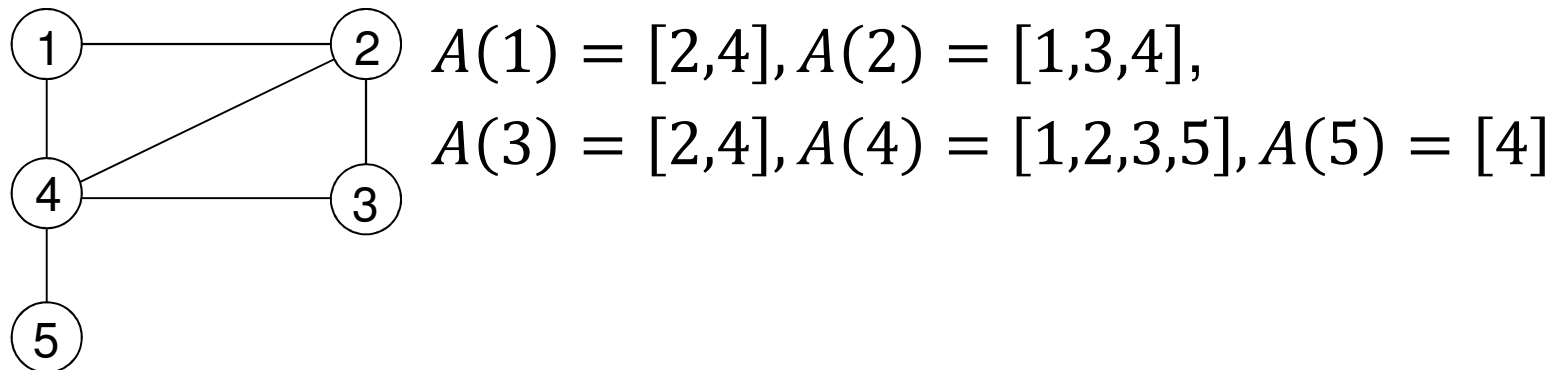 1 2 A(1) = [2,4], A(2) = [1,3,4],
A(3) = [2,4], A(4) = [1,2,3,5], A(5) = [4]
4 3
5